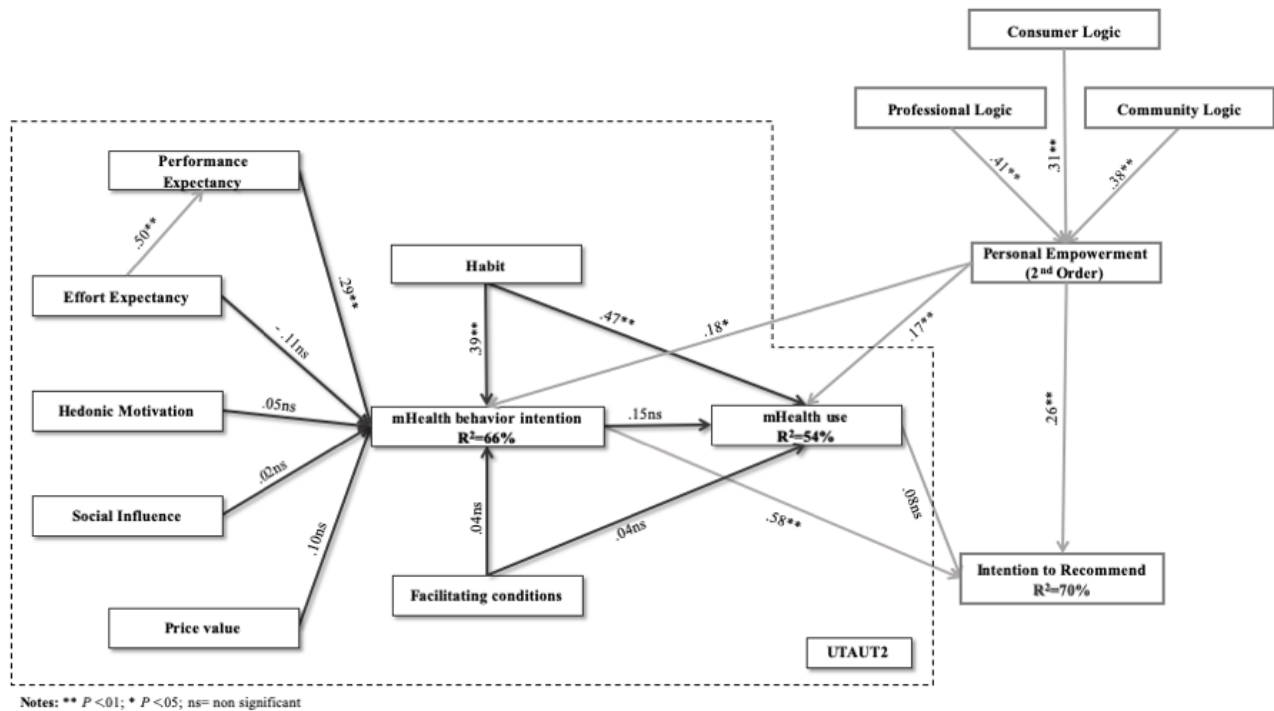 Consumer Logic
Professional Logic
Community Logic
.41**
.31**
.38**
Performance
Expectancy
.50**
Personal Empowerment
(2nd Order)
Habit
Effort Expectancy
.29**
.47**
.18*
.17**
- .11ns
.39**
Hedonic Motivation
.05ns
mHealth behavior intention
R²=66%
.15ns
mHealth use
R²=54%
.26**
.02ns
Social Influence
.10ns
.04ns
.04ns
.58**
.08ns
Facilitating conditions
Intention to Recommend
R²=70%
Price value
UTAUT2
Notes: ** P <.01; * P <.05; ns= non significant